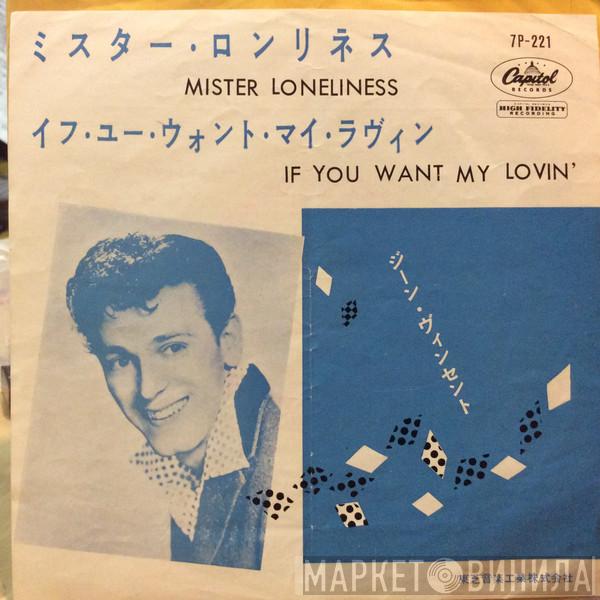 ミスター・ロンリネス
7P-221
MISTER LONELINESS
Capitol
RECORDS
HIGH FIDELITY
RECORDING
イフ・ユー・ウォント・マイ・ラヴィン
IF YOU WANT MY LOVIN'
ジーン・ヴィンセント
東芝音楽工業株式会社
МАРКЕТ ВИНИЛА